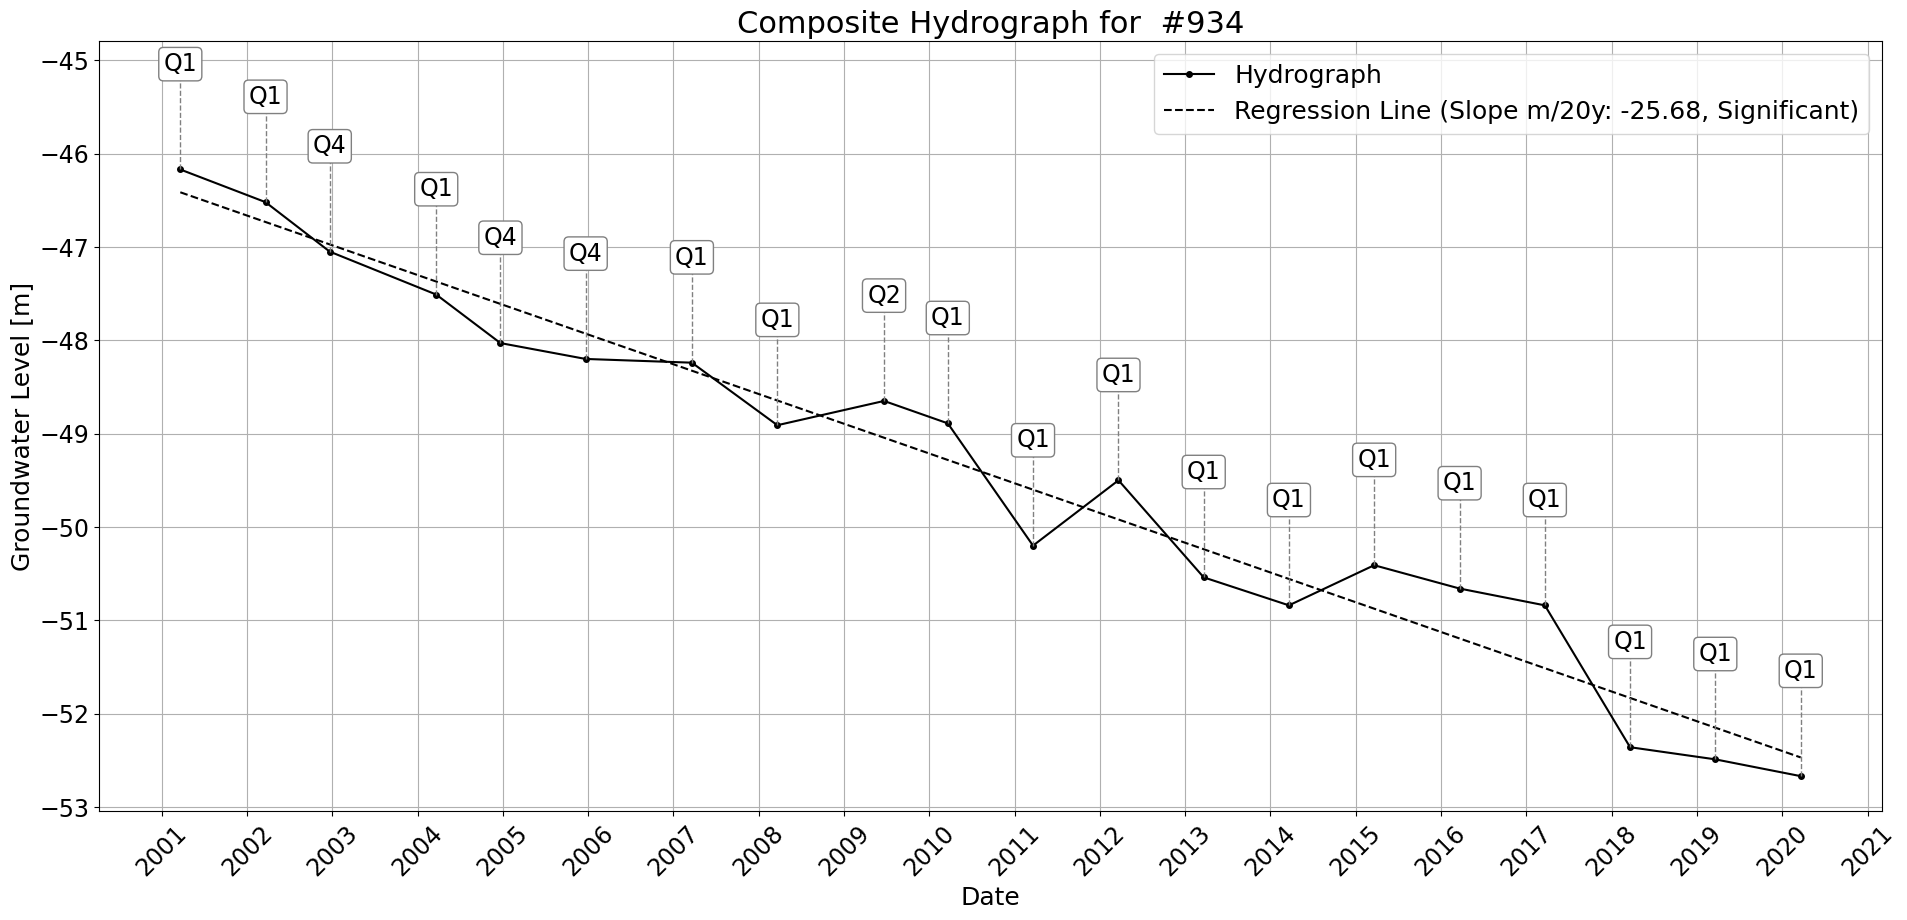 Composite Hydrograph for  #934
Hydrograph
Regression Line (Slope m/20y: -25.68, Significant)
Groundwater Level [m]
−45
−46
−47
−48
−49
−50
−51
−52
−53
Q1
Q1
Q4
Q1
Q4
Q4
Q1
Q1
Q2
Q1
Q1
Q1
Q1
Q1
Q1
Q1
Q1
Q1
Q1
Q1
2001
2002
2003
2004
2005
2006
2007
2008
2009
2010
2011
2012
2013
2014
2015
2016
2017
2018
2019
2020
2021
Date